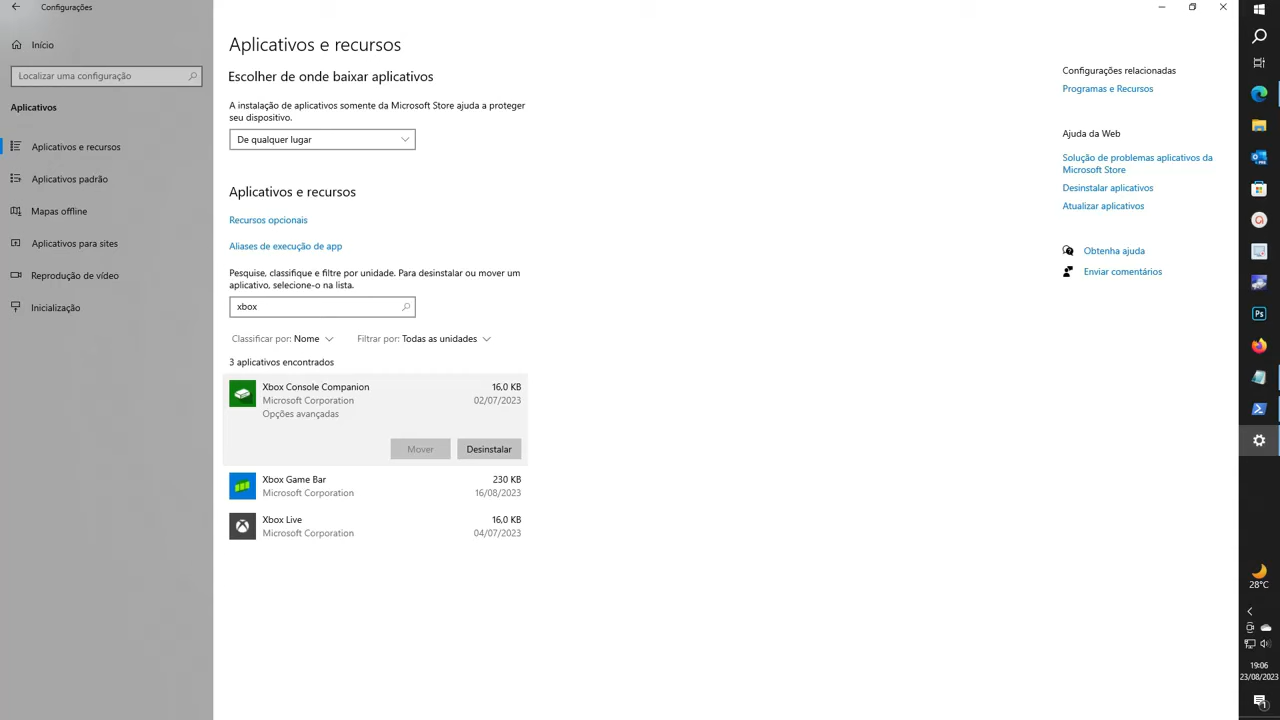 Configurações
Início
Localizar uma configuração
Aplicativos
Aplicativos e recursos
Aplicativos padrão
Mapas offline
Aplicativos para sites
Reprodução de vídeo
Inicialização
Aplicativos e recursos
Escolher de onde baixar aplicativos
A instalação de aplicativos somente da Microsoft Store ajuda a proteger
seu dispositivo.
De qualquer lugar
Aplicativos e recursos
Recursos opcionais
Aliases de execução de app
Pesquise, classifique e filtre por unidade. Para desinstalar ou mover um
aplicativo, selecione-o na lista.
xbox
Classificar por: Nome Filtrar por: Todas as unidades
3 aplicativos encontrados
Xbox Console Companion 16,0 KB
Microsoft Corporation 02/07/2023
Opções avançadas
Mover Desinstalar
Xbox Game Bar 230 KB
Microsoft Corporation 16/08/2023
Xbox Live 16,0 KB
Microsoft Corporation 04/07/2023
Configurações relacionadas
Programas e Recursos
Ajuda da Web
Solução de problemas aplicativos da
Microsoft Store
Desinstalar aplicativos
Atualizar aplicativos
Obtenha ajuda
Enviar comentários
Ps
28°C
19:06
23/08/2023
1